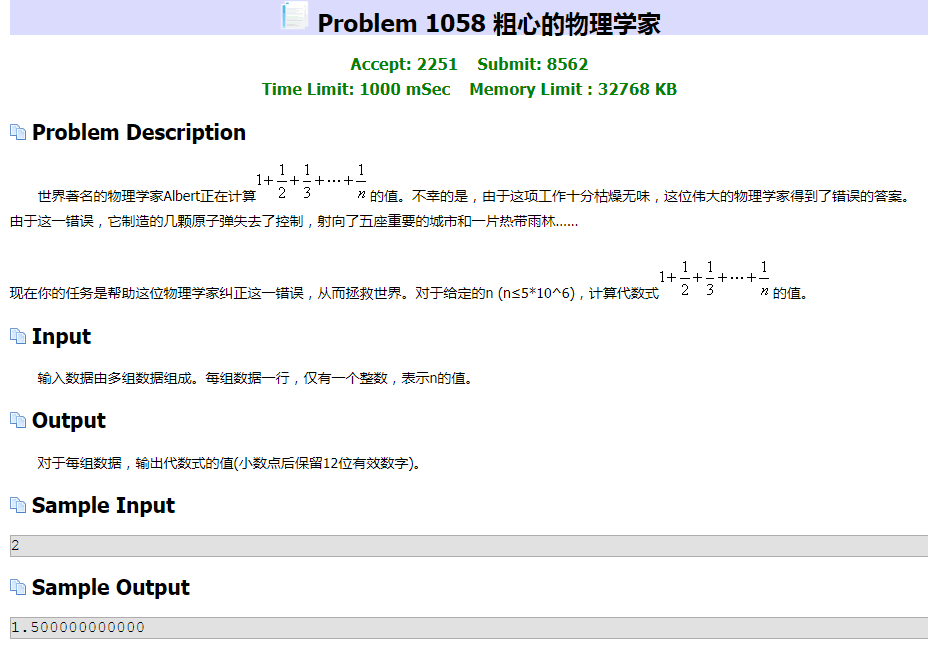 Problem 1058 粗心的物理学家
Accept: 2251 Submit: 8562
Time Limit: 1000 mSec Memory Limit : 32768 KB
Problem Description
世界著名的物理学家Albert正在计算1+1/2+1/3+⋯+1/n的值。不幸的是，由于这项工作十分枯燥无味，这位伟大的物理学家得到了错误的答案。
由于这一错误，它制造的几颗原子弹失去了控制，射向了五座重要的城市和一片热带雨林......
现在你的任务是帮助这位物理学家纠正这一错误，从而拯救世界。对于给定的n (n≤5*10^6)，计算代数式1+1/2+1/3+⋯+1/n的值。
Input
输入数据由多组数据组成。每组数据一行，仅有一个整数，表示n的值。
Output
对于每组数据，输出代数式的值(小数点后保留12位有效数字)。
Sample Input
2
Sample Output
1.500000000000